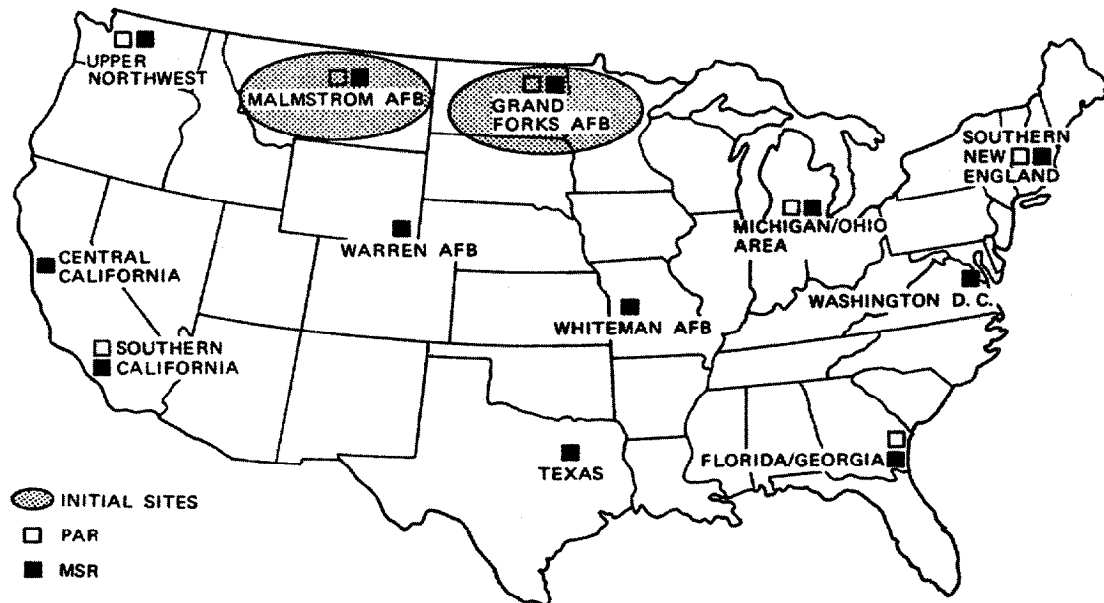 UPPER
NORTHWEST
MALMSTROM AFB
GRAND
FORKS AFB
SOUTHERN
NEW
ENGLAND
MICHIGAN/OHIO
AREA
WARREN AFB
CENTRAL
CALIFORNIA
WASHINGTON D. C.
WHITEMAN AFB
SOUTHERN
CALIFORNIA
TEXAS
FLORIDA/GEORGIA
INITIAL SITES
PAR
MSR